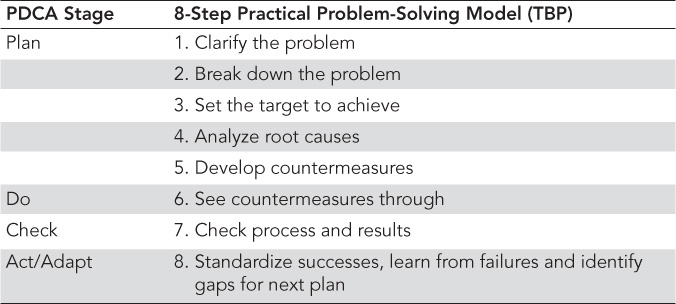 PDCA Stage 8-Step Practical Problem-Solving Model (TBP)
Plan 1. Clarify the problem
2. Break down the problem
3. Set the target to achieve
4. Analyze root causes
5. Develop countermeasures
Do 6. See countermeasures through
Check 7. Check process and results
Act/Adapt 8. Standardize successes, learn from failures and identify
gaps for next plan